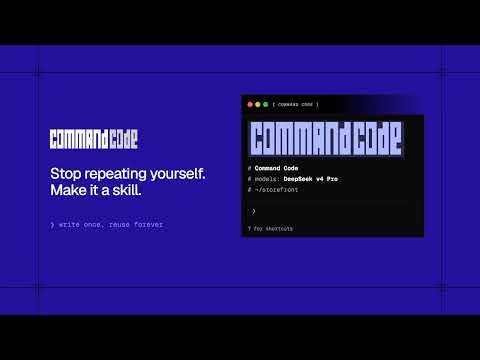 COMMAND CODE
Stop repeating yourself.
Make it a skill.
❯ write once, reuse forever
[ COMMAND CODE ]
COMMAND CODE
# Command Code
# models: DeepSeek v4 Pro
# ~/storefront
❯
? for shortcuts